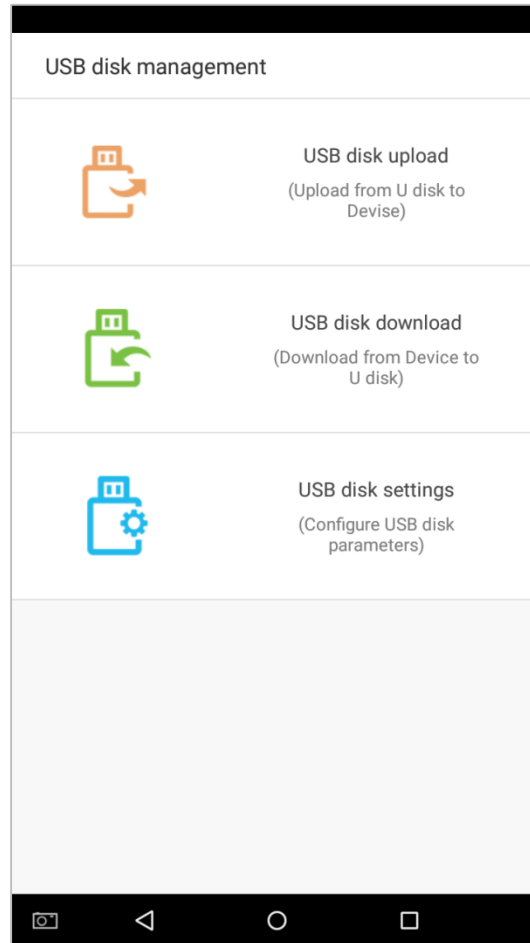 USB disk management
USB disk upload
(Upload from U disk to
Devise)
USB disk download
(Download from Device to
U disk)
USB disk settings
(Configure USB disk
parameters)